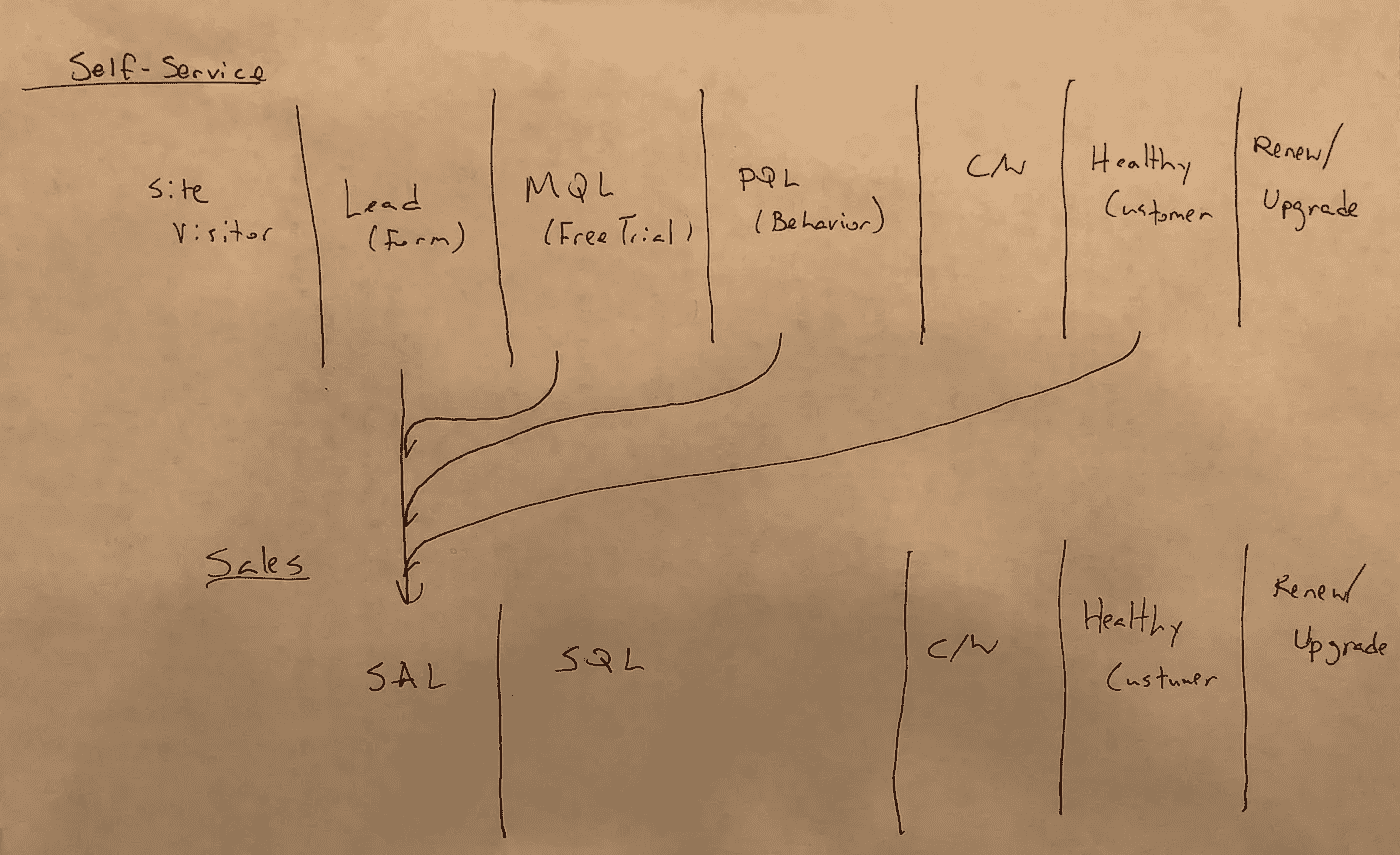 Self-Service
Site
Visitor
Lead
(Form)
MQL
(Free Trial)
PQL
(Behavior)
C/W
Healthy
Customer
Renew/
Upgrade
Sales
SAL
SQL
C/W
Healthy
Customer
Renew/
Upgrade